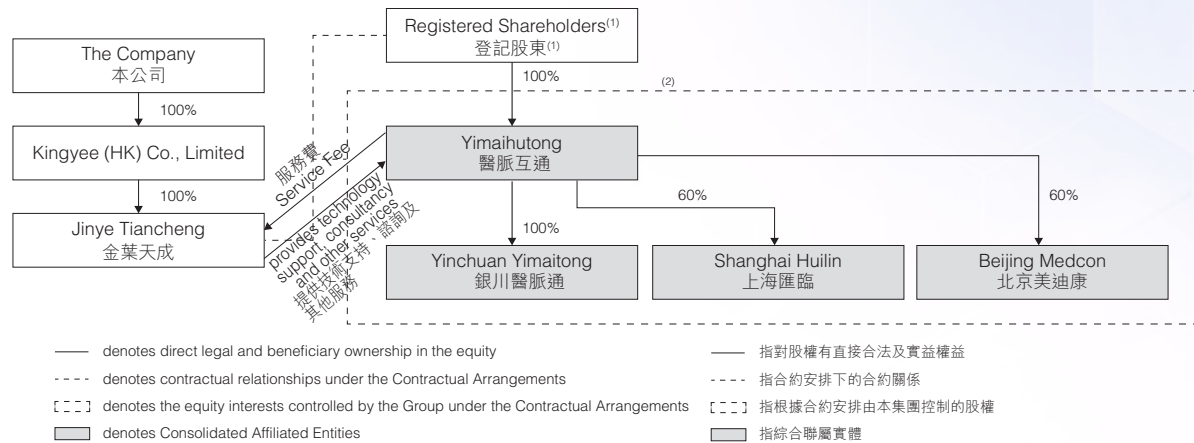 Registered Shareholders(1)
登記股東(1)
The Company
本公司
100%
100%
(2)
Kingyee (HK) Co., Limited
Yimaihutong
醫脈互通
服務費
Service Fee
100%
60%
60%
100%
Jinye Tiancheng
金葉天成
provides technology
support, consultancy
and other services
提供技術支持、諮詢及
其他服務
Yinchuan Yimaitong
銀川醫脈通
Shanghai Huilin
上海匯臨
Beijing Medcon
北京美迪康
denotes direct legal and beneficiary ownership in the equity
指對股權有直接合法及實益權益
denotes contractual relationships under the Contractual Arrangements
指合約安排下的合約關係
denotes the equity interests controlled by the Group under the Contractual Arrangements
指根據合約安排由本集團控制的股權
denotes Consolidated Affiliated Entities
指綜合聯屬實體